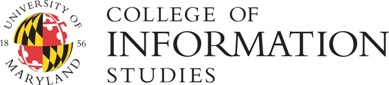 UNIVERSITY OF
18 56
MARYLAND
COLLEGE OF
INFORMATION
STUDIES